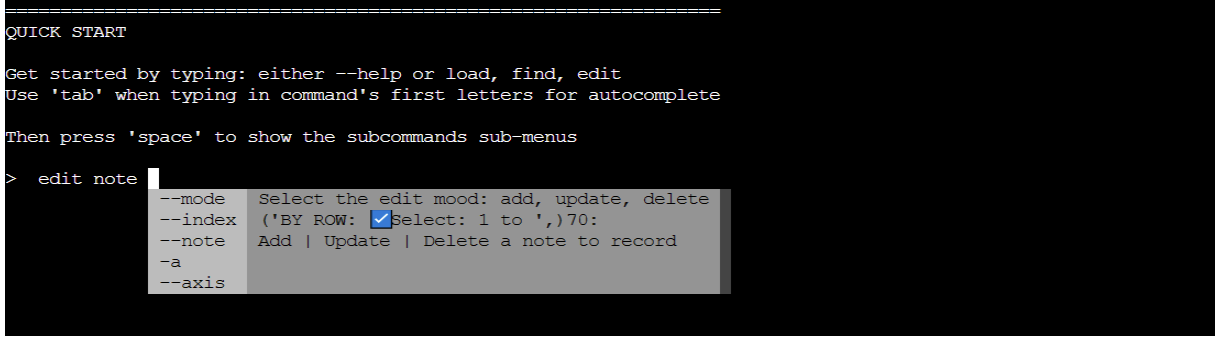 =================================================================
QUICK START
Get started by typing: either --help or load, find, edit
Use 'tab' when typing in command's first letters for autocomplete
Then press 'space' to show the subcommands sub-menus
> edit note
--mode Select the edit mood: add, update, delete
--index ('BY ROW: ☑Select: 1 to ',)70:
--note Add | Update | Delete a note to record
-a
--axis